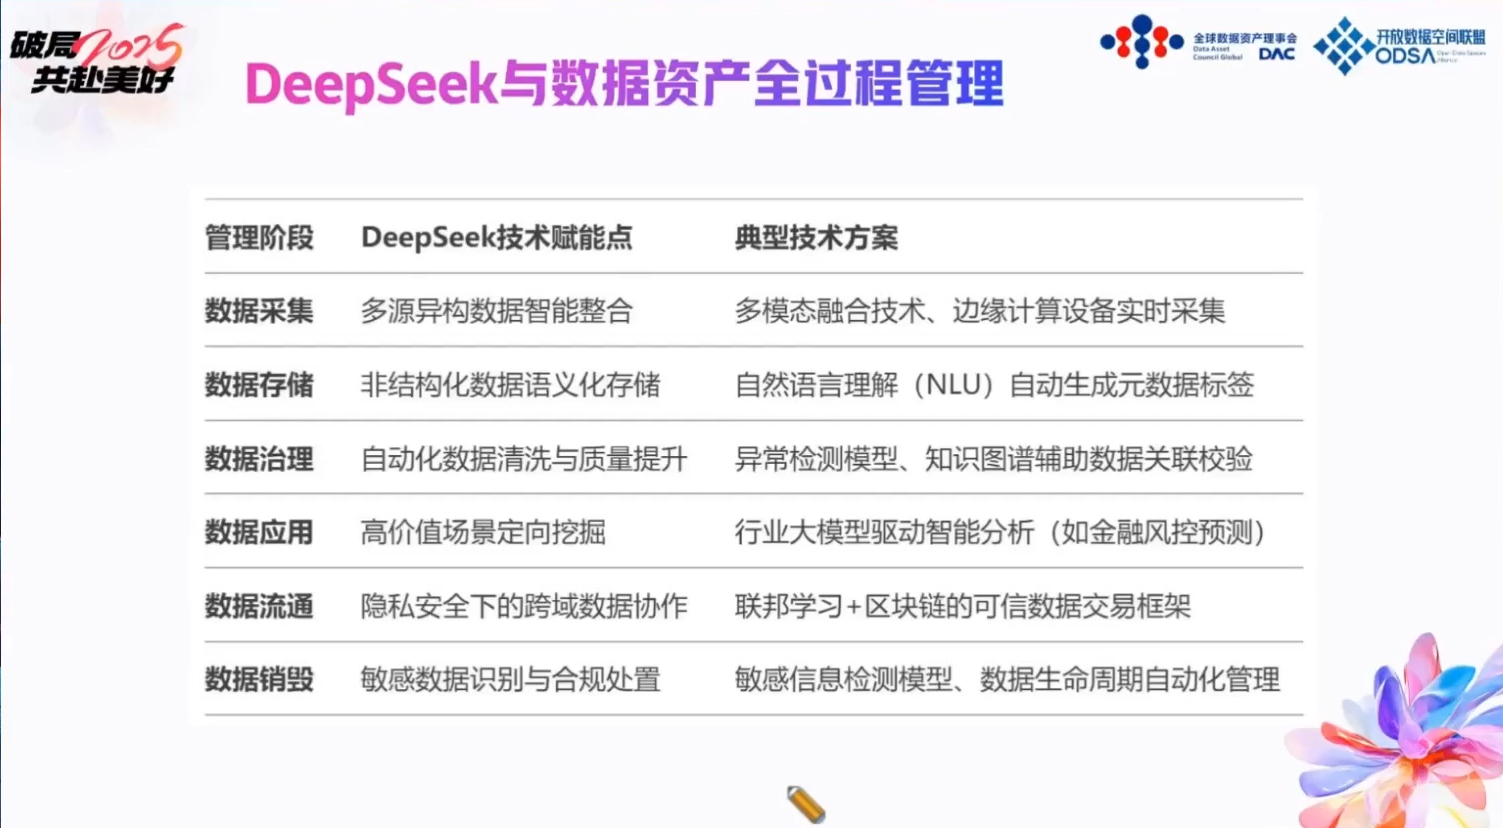 破局2025
共赴美好
全球数据资产理事会
Data Asset
Council Global DAC
开放数据空间联盟
ODSA Open Data Spaces
Alliance
DeepSeek与数据资产全过程管理
管理阶段 DeepSeek技术赋能点 典型技术方案
数据采集 多源异构数据智能整合 多模态融合技术、边缘计算设备实时采集
数据存储 非结构化数据语义化存储 自然语言理解（NLU）自动生成元数据标签
数据治理 自动化数据清洗与质量提升 异常检测模型、知识图谱辅助数据关联校验
数据应用 高价值场景定向挖掘 行业大模型驱动智能分析（如金融风控预测）
数据流通 隐私安全下的跨域数据协作 联邦学习+区块链的可信数据交易框架
数据销毁 敏感数据识别与合规处置 敏感信息检测模型、数据生命周期自动化管理